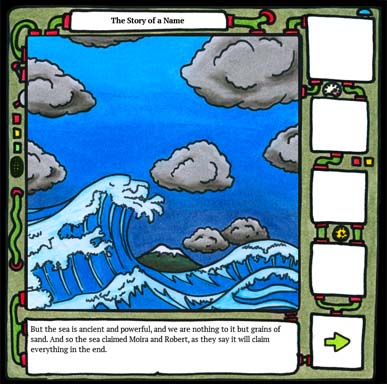 The Story of a Name
But the sea is ancient and powerful, and we are nothing to it but grains of
sand. And so the sea claimed Moira and Robert, as they say it will claim
everything in the end.